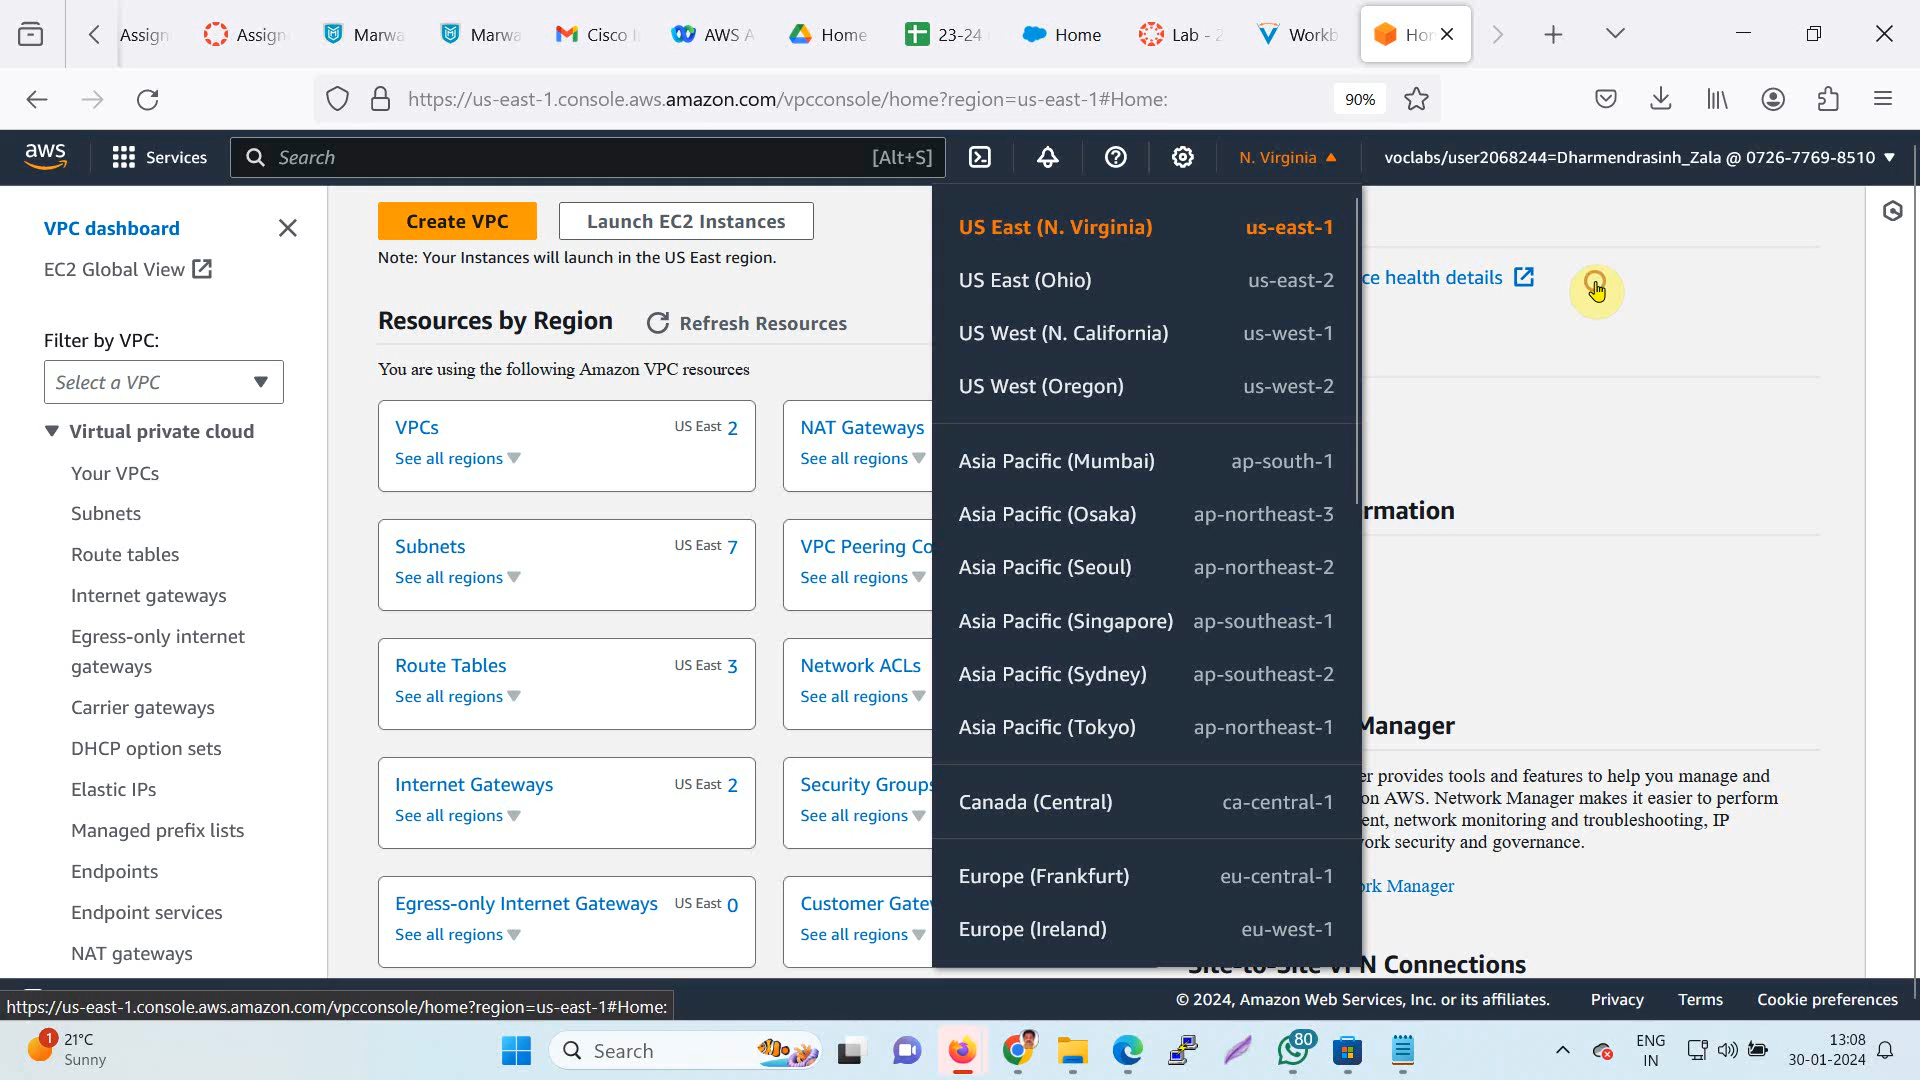 Assign
Assign
Marwa
Marwa
Cisco I
AWS A
Home
23-24
Home
Lab - 2
Workb
Hor
https://us-east-1.console.aws.amazon.com/vpcconsole/home?region=us-east-1#Home:
90%
aws
Services
Search
[Alt+S]
N. Virginia
voclabs/user2068244=Dharmendrasinh_Zala @ 0726-7769-8510
VPC dashboard
EC2 Global View
Filter by VPC:
Select a VPC
Virtual private cloud
Your VPCs
Subnets
Route tables
Internet gateways
Egress-only internet
gateways
Carrier gateways
DHCP option sets
Elastic IPs
Managed prefix lists
Endpoints
Endpoint services
NAT gateways
Create VPC
Launch EC2 Instances
Note: Your Instances will launch in the US East region.
Resources by Region
Refresh Resources
You are using the following Amazon VPC resources
VPCs
US East 2
See all regions
NAT Gateways
See all regions
Subnets
US East 7
See all regions
VPC Peering Co
See all regions
Route Tables
US East 3
See all regions
Network ACLs
See all regions
Internet Gateways
US East 2
See all regions
Security Groups
See all regions
Egress-only Internet Gateways
US East 0
See all regions
Customer Gate
See all regions
US East (N. Virginia) us-east-1
US East (Ohio) us-east-2
US West (N. California) us-west-1
US West (Oregon) us-west-2
Asia Pacific (Mumbai) ap-south-1
Asia Pacific (Osaka) ap-northeast-3
Asia Pacific (Seoul) ap-northeast-2
Asia Pacific (Singapore) ap-southeast-1
Asia Pacific (Sydney) ap-southeast-2
Asia Pacific (Tokyo) ap-northeast-1
Canada (Central) ca-central-1
Europe (Frankfurt) eu-central-1
Europe (Ireland) eu-west-1
ce health details
rmation
Manager
er provides tools and features to help you manage and
on AWS. Network Manager makes it easier to perform
ent, network monitoring and troubleshooting, IP
ork security and governance.
rk Manager
Site-to-Site VPN Connections
https://us-east-1.console.aws.amazon.com/vpcconsole/home?region=us-east-1#Home:
© 2024, Amazon Web Services, Inc. or its affiliates.
Privacy
Terms
Cookie preferences
1
21°C
Sunny
Search
80
ENG
IN
13:08
30-01-2024